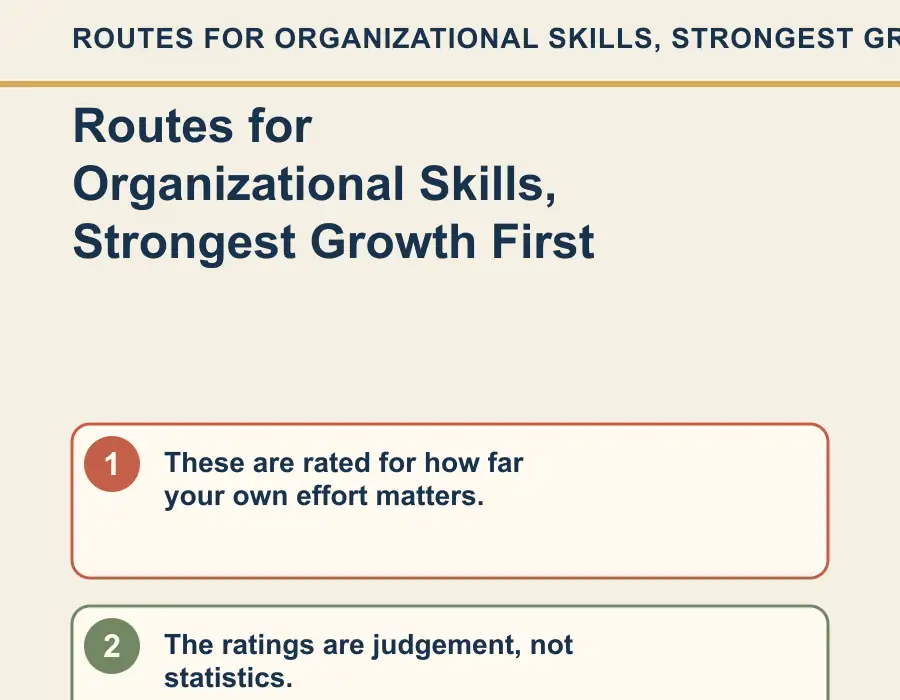 ROUTES FOR ORGANIZATIONAL SKILLS, STRONGEST
Routes for
Organizational Skills,
Strongest Growth First
1
These are rated for how far
your own effort matters.
2
The ratings are judgement, not
statistics.